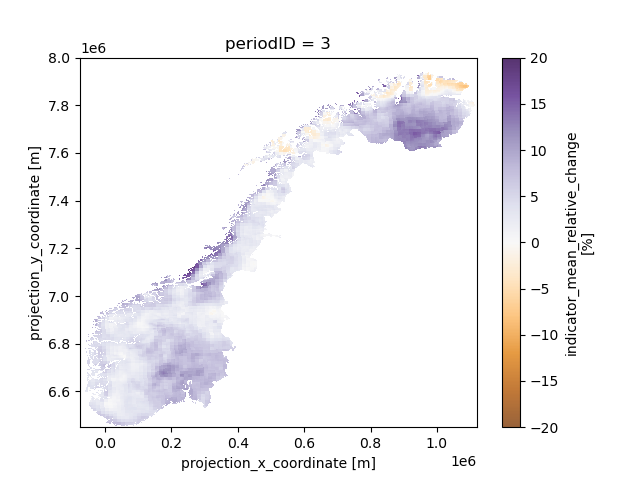 periodID = 3
1e6
8.0
7.8
7.6
7.4
7.2
7.0
6.8
6.6
projection_y_coordinate [m]
0.0 0.2 0.4 0.6 0.8 1.0
1e6
projection_x_coordinate [m]
20
15
10
5
0
−5
−10
−15
−20
indicator_mean_relative_change
[%]